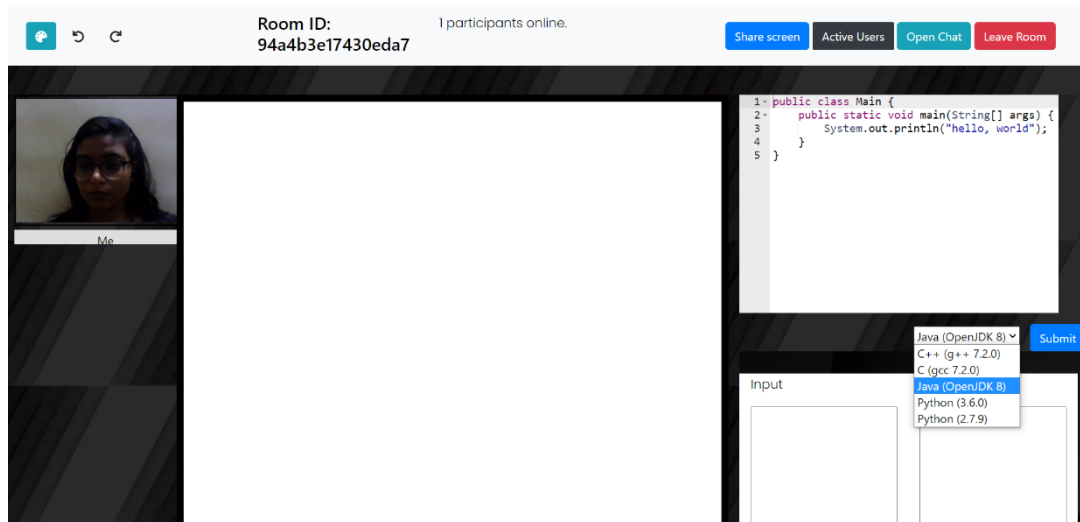 Room ID:
94a4b3e17430eda7
1 participants online.
Share screen
Active Users
Open Chat
Leave Room
Me
1 public class Main {
2 public static void main(String[] args) {
3 System.out.println("hello, world");
4 }
5 }
Java (OpenJDK 8)
Submit
C++ (g++ 7.2.0)
C (gcc 7.2.0)
Java (OpenJDK 8)
Python (3.6.0)
Python (2.7.9)
Input